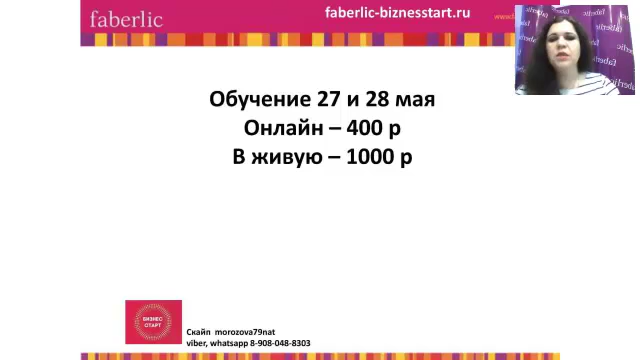 faberlic
faberlic-biznesstart.ru
www.f
Обучение 27 и 28 мая
Онлайн – 400 р
В живую – 1000 р
БИЗНЕС
СТАРТ
Скайп morozova79nat
viber, whatsapp 8-908-048-8303